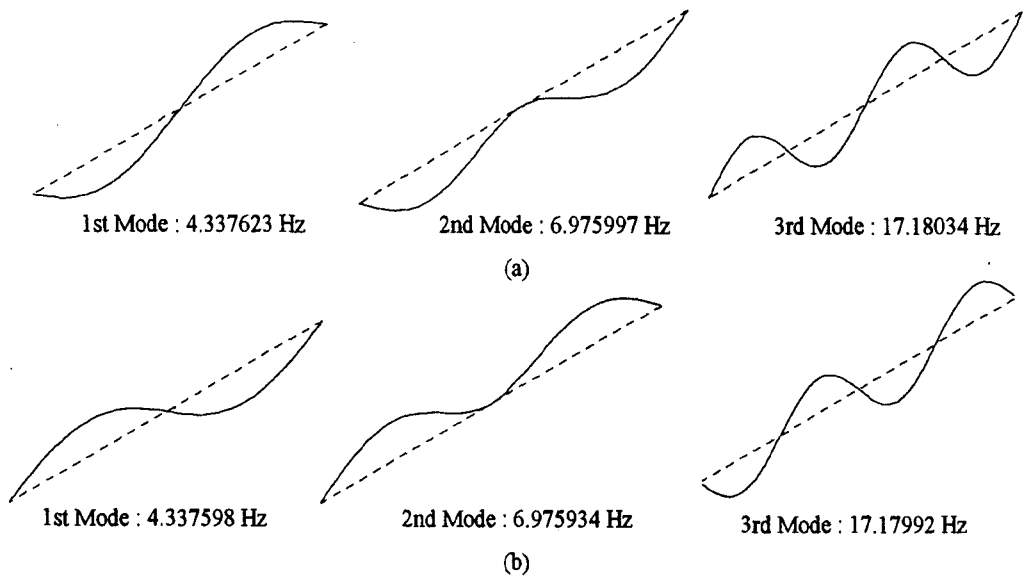 1st Mode : 4.337623 Hz
2nd Mode : 6.975997 Hz
3rd Mode : 17.18034 Hz
(a)
1st Mode : 4.337598 Hz
2nd Mode : 6.975934 Hz
3rd Mode : 17.17992 Hz
(b)